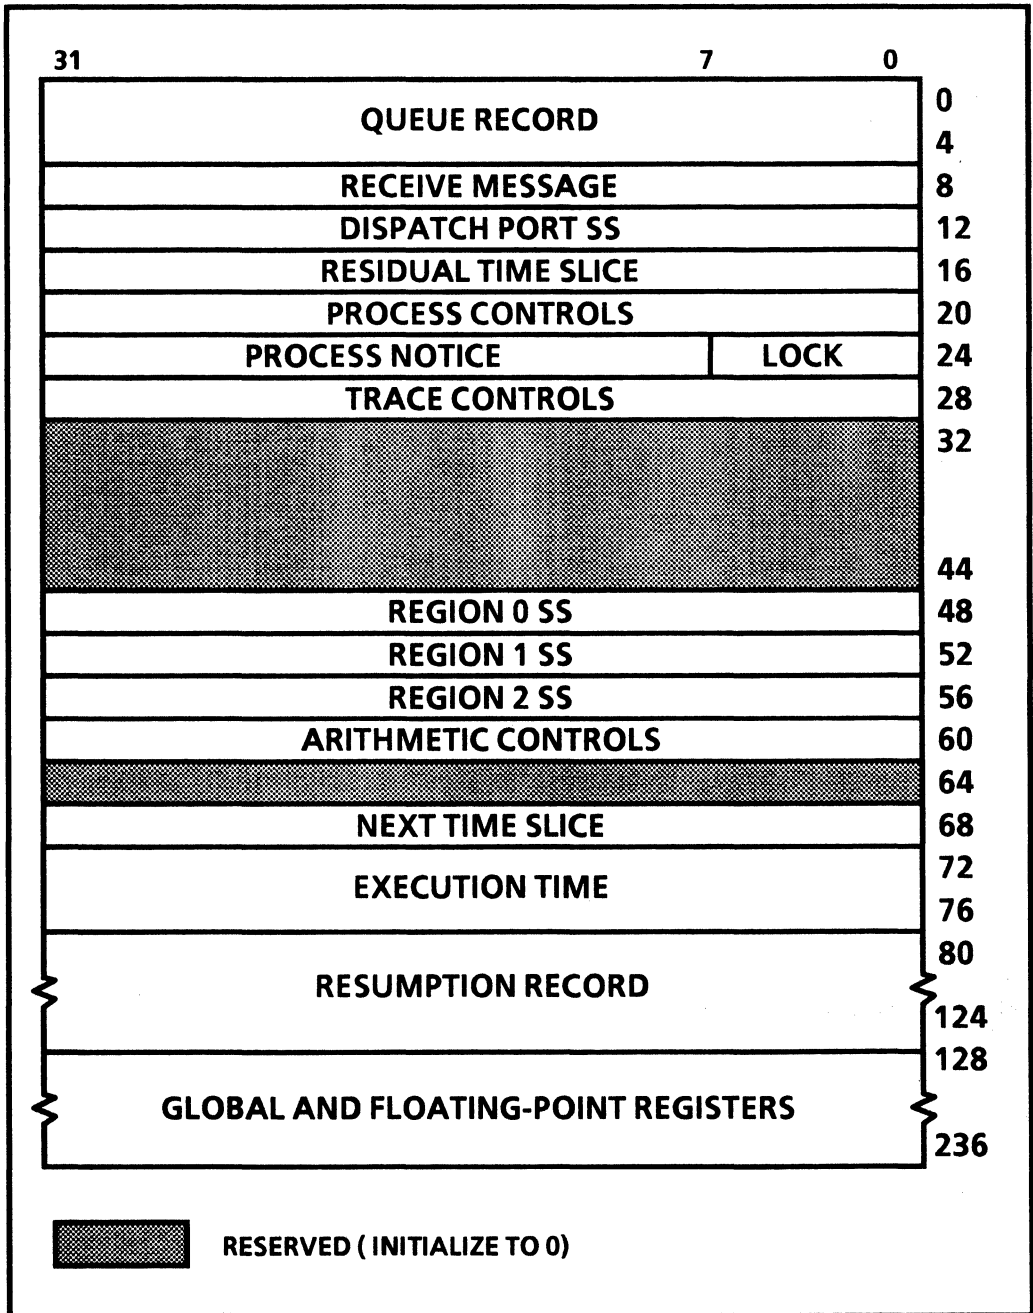 31 7 0
QUEUE RECORD 0
4
RECEIVE MESSAGE 8
DISPATCH PORT SS 12
RESIDUAL TIME SLICE 16
PROCESS CONTROLS 20
PROCESS NOTICE LOCK 24
TRACE CONTROLS 28
32
44
REGION 0 SS 48
REGION 1 SS 52
REGION 2 SS 56
ARITHMETIC CONTROLS 60
64
NEXT TIME SLICE 68
EXECUTION TIME 72
76
80
RESUMPTION RECORD
124
128
GLOBAL AND FLOATING-POINT REGISTERS
236
RESERVED ( INITIALIZE TO 0)